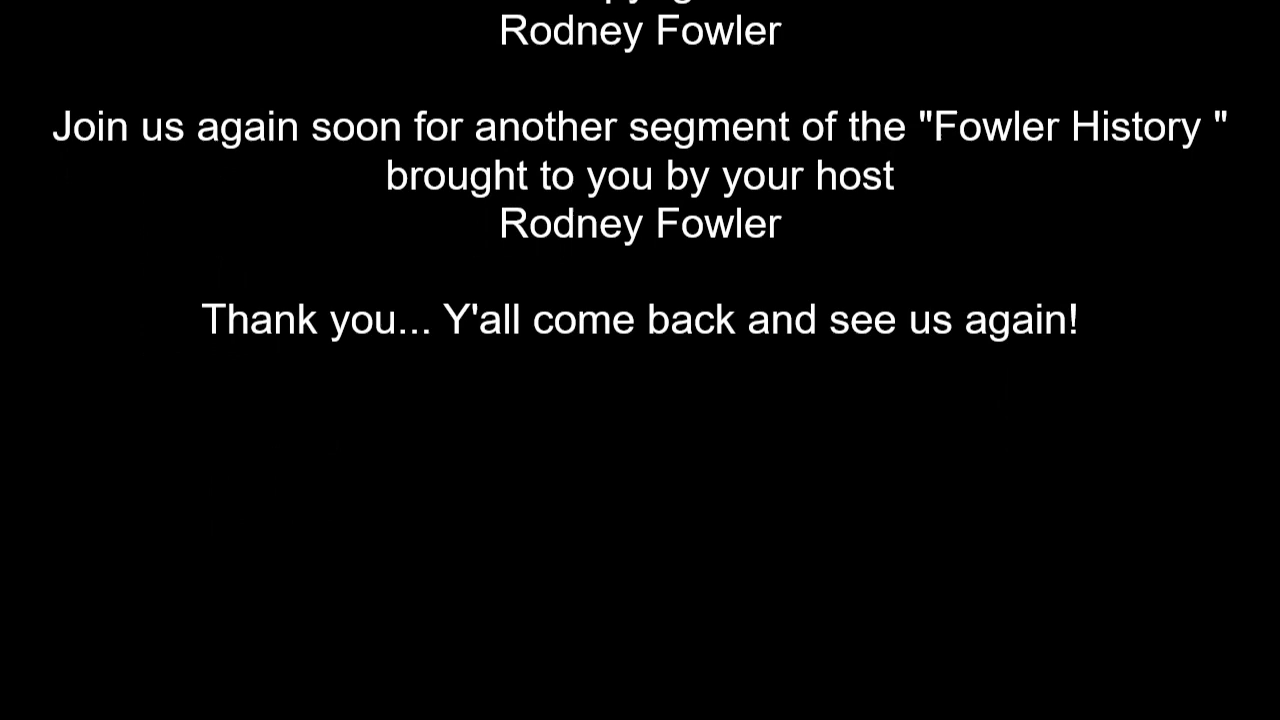 Rodney Fowler
Join us again soon for another segment of the "Fowler History "
brought to you by your host
Rodney Fowler
Thank you... Y'all come back and see us again!